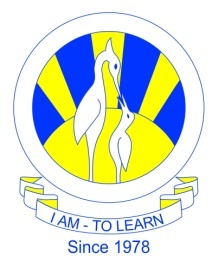 I AM - TO LEARN
Since 1978